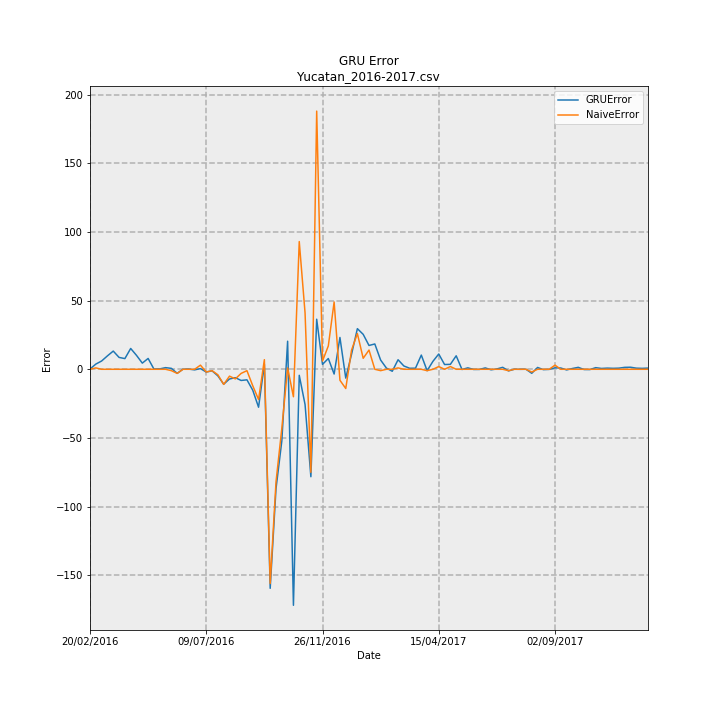 GRU Error
Yucatan_2016-2017.csv
GRUError
NaiveError
200
150
100
50
0
−50
−100
−150
Error
20/02/2016
09/07/2016
26/11/2016
15/04/2017
02/09/2017
Date